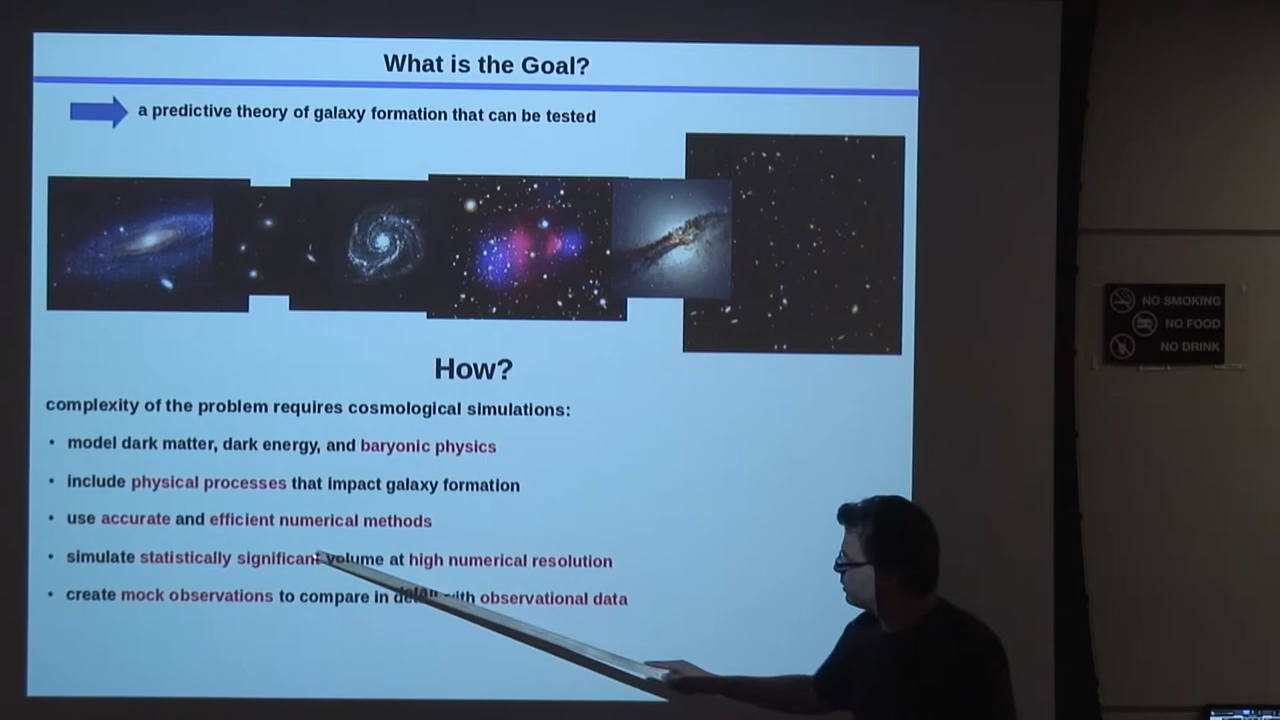 What is the Goal?
a predictive theory of galaxy formation that can be tested
How?
complexity of the problem requires cosmological simulations:
• model dark matter, dark energy, and baryonic physics
• include physical processes that impact galaxy formation
• use accurate and efficient numerical methods
• simulate statistically significant volume at high numerical resolution
• create mock observations to compare in detail with observational data
NO SMOKING
NO FOOD
NO DRINK